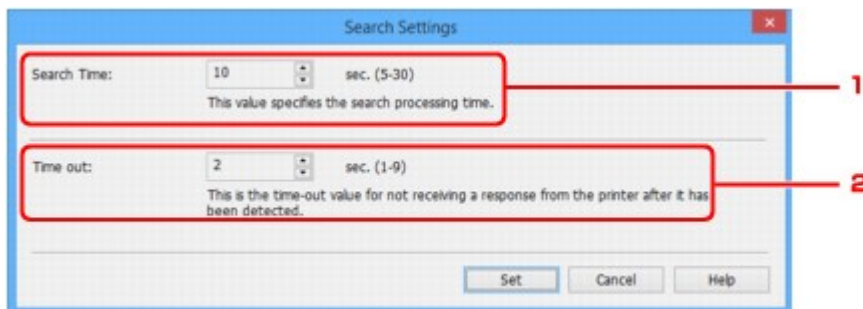 Search Settings
x
Search Time: 10 sec. (5-30)
This value specifies the search processing time.
1
Time out: 2 sec. (1-9)
This is the time-out value for not receiving a response from the printer after it has
been detected.
2
Set Cancel Help